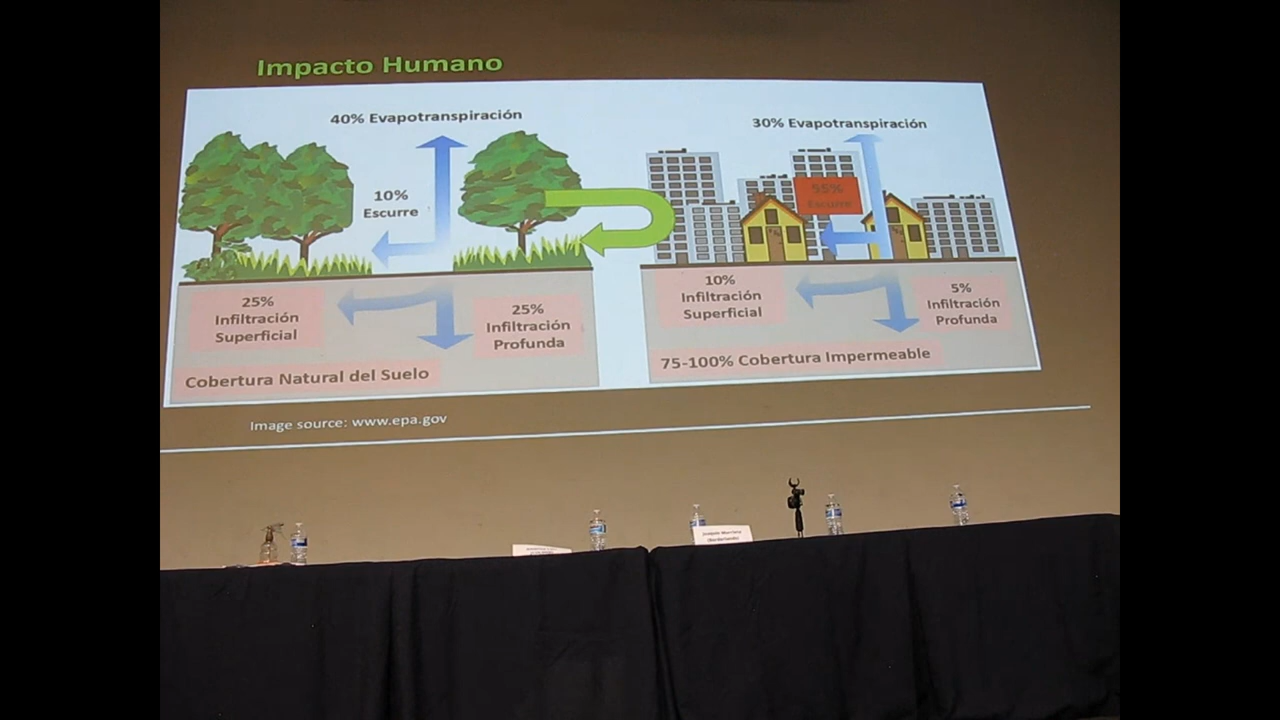 Impacto Humano
40% Evapotranspiración
10%
Escurre
25%
Infiltración
Superficial
25%
Infiltración
Profunda
Cobertura Natural del Suelo
30% Evapotranspiración
55%
Escurre
10%
Infiltración
Superficial
5%
Infiltración
Profunda
75-100% Cobertura Impermeable
Image source: www.epa.gov